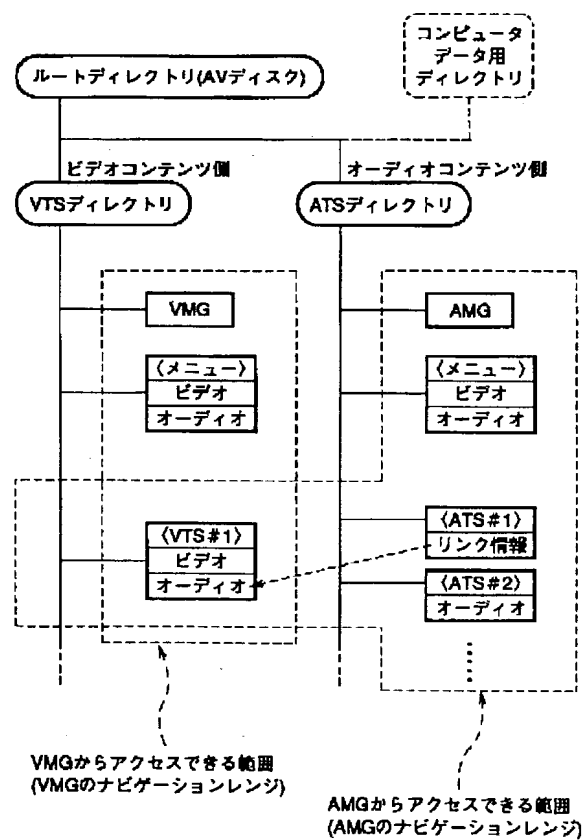 コンピュータ
データ用
ディレクトリ
ルートディレクトリ(AVディスク)
ビデオコンテンツ側
オーディオコンテンツ側
VTSディレクトリ
ATSディレクトリ
VMG
AMG
〈メニュー〉
ビデオ
オーディオ
〈メニュー〉
ビデオ
オーディオ
〈VTS#1〉
ビデオ
オーディオ
〈ATS#1〉
リンク情報
〈ATS#2〉
オーディオ
VMGからアクセスできる範囲
(VMGのナビゲーションレンジ)
AMGからアクセスできる範囲
(AMGのナビゲーションレンジ)